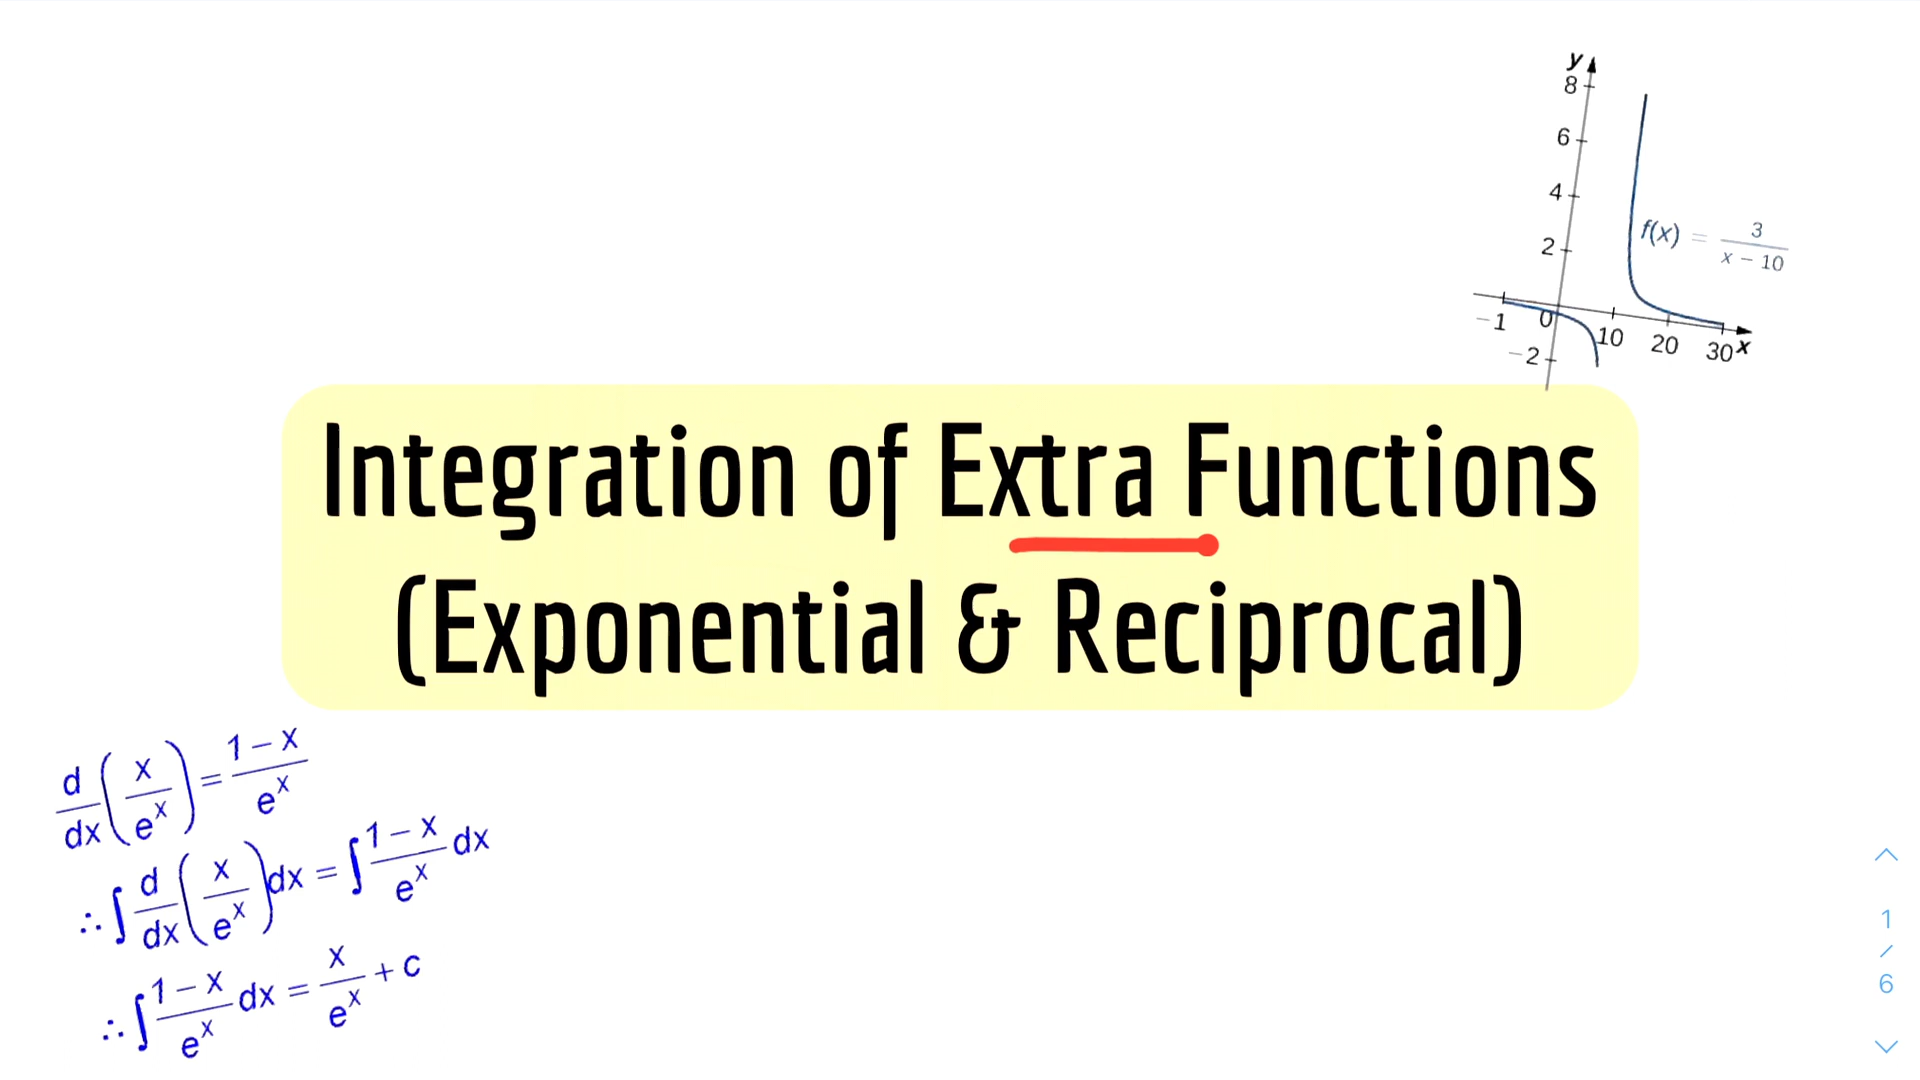 y
8
6
4
2
f(x) = 3/(x − 10)
−1 0 10 20 30 x
−2
Integration of Extra Functions
(Exponential & Reciprocal)
d/dx (x/e^x) = (1 − x)/e^x
∴ ∫ d/dx (x/e^x) dx = ∫ (1 − x)/e^x dx
∴ ∫ (1 − x)/e^x dx = x/e^x + c
1
/
6